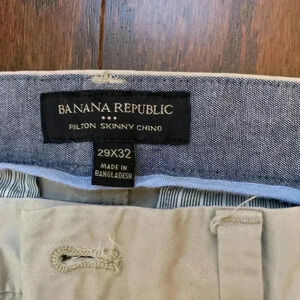 BANANA REPUBLIC
FULTON SKINNY CHINO
29X32
MADE IN
BANGLADESH